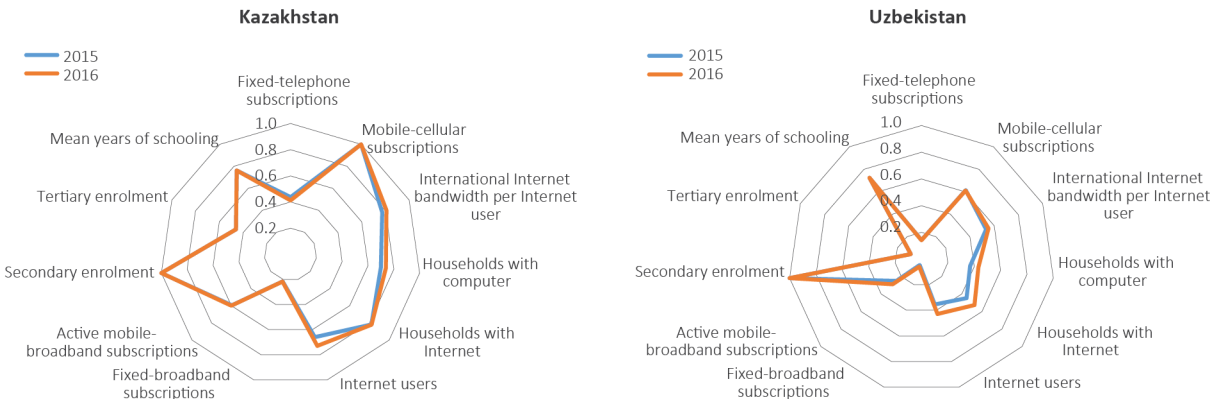 Kazakhstan
2015
2016
Fixed-telephone
subscriptions
Mobile-cellular
subscriptions
International Internet
bandwidth per Internet
user
Households with
computer
Households with
Internet
Internet users
Fixed-broadband
subscriptions
Active mobile-
broadband subscriptions
Secondary enrolment
Tertiary enrolment
Mean years of schooling
1.0
0.8
0.6
0.4
0.2
Uzbekistan
2015
2016
Fixed-telephone
subscriptions
Mobile-cellular
subscriptions
International Internet
bandwidth per Internet
user
Households with
computer
Households with
Internet
Internet users
Fixed-broadband
subscriptions
Active mobile-
broadband subscriptions
Secondary enrolment
Tertiary enrolment
Mean years of schooling
1.0
0.8
0.6
0.4
0.2